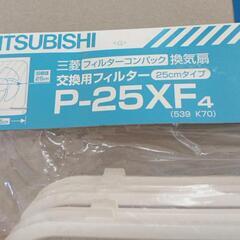 ITSUBISHI
三菱フィルターコンパック換気扇
交換用フィルター(25cmタイプ)
P-25XF4
(539 K70)
25cm